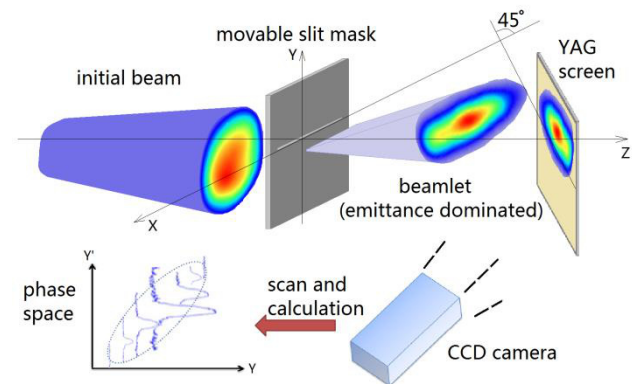 45°
movable slit mask
YAG
screen
Y
initial beam
Z
X
beamlet
(emittance dominated)
Y'
phase
space
scan and
calculation
CCD camera
Y